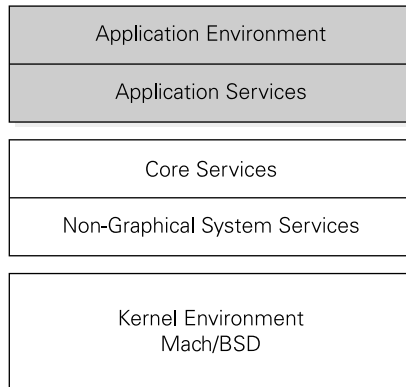 Application Environment
Application Services
Core Services
Non-Graphical System Services
Kernel Environment
Mach/BSD